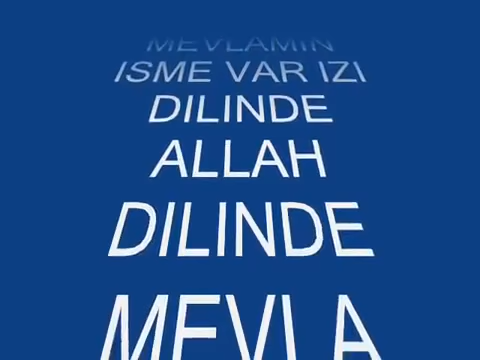 MEVLAMIN
ISME VAR IZI
DILINDE
ALLAH
DILINDE
MEVLA